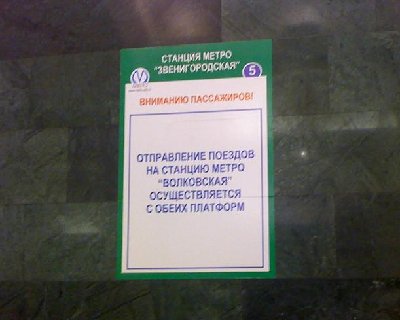 СТАНЦИЯ МЕТРО
"ЗВЕНИГОРОДСКАЯ"
5
ВНИМАНИЮ ПАССАЖИРОВ!
ОТПРАВЛЕНИЕ ПОЕЗДОВ
НА СТАНЦИЮ МЕТРО
"ВОЛКОВСКАЯ"
ОСУЩЕСТВЛЯЕТСЯ
С ОБЕИХ ПЛАТФОРМ